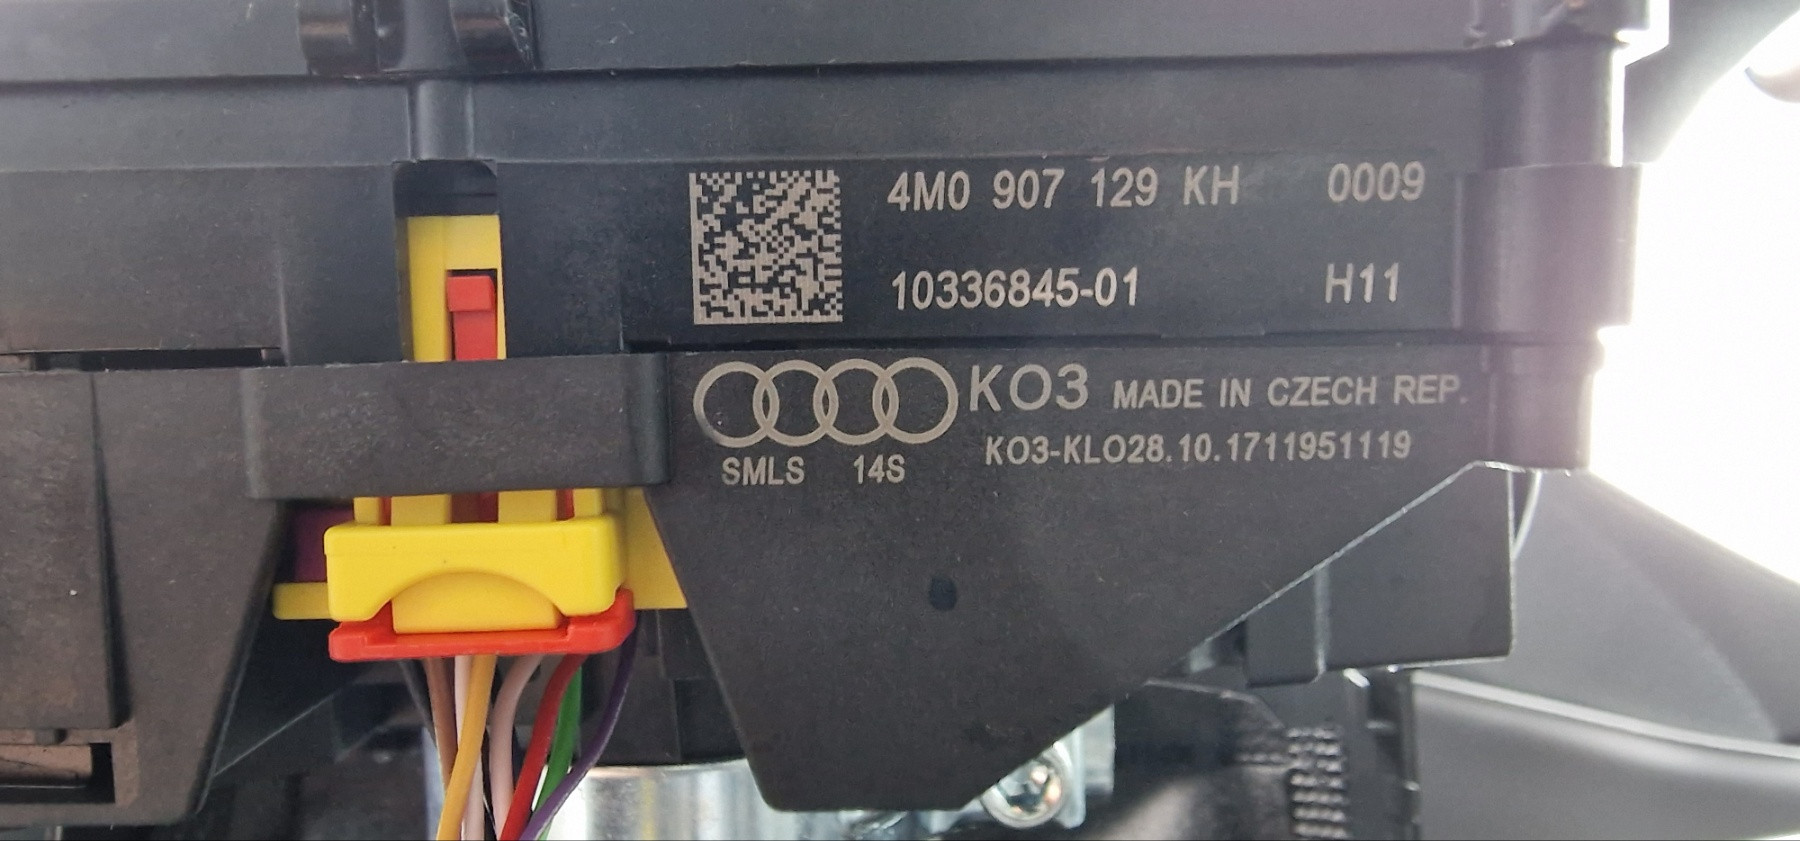 4M0 907 129 KH 0009
10336845-01 H11
KO3 MADE IN CZECH REP.
KO3-KLO28.10.1711951119
SMLS 14S